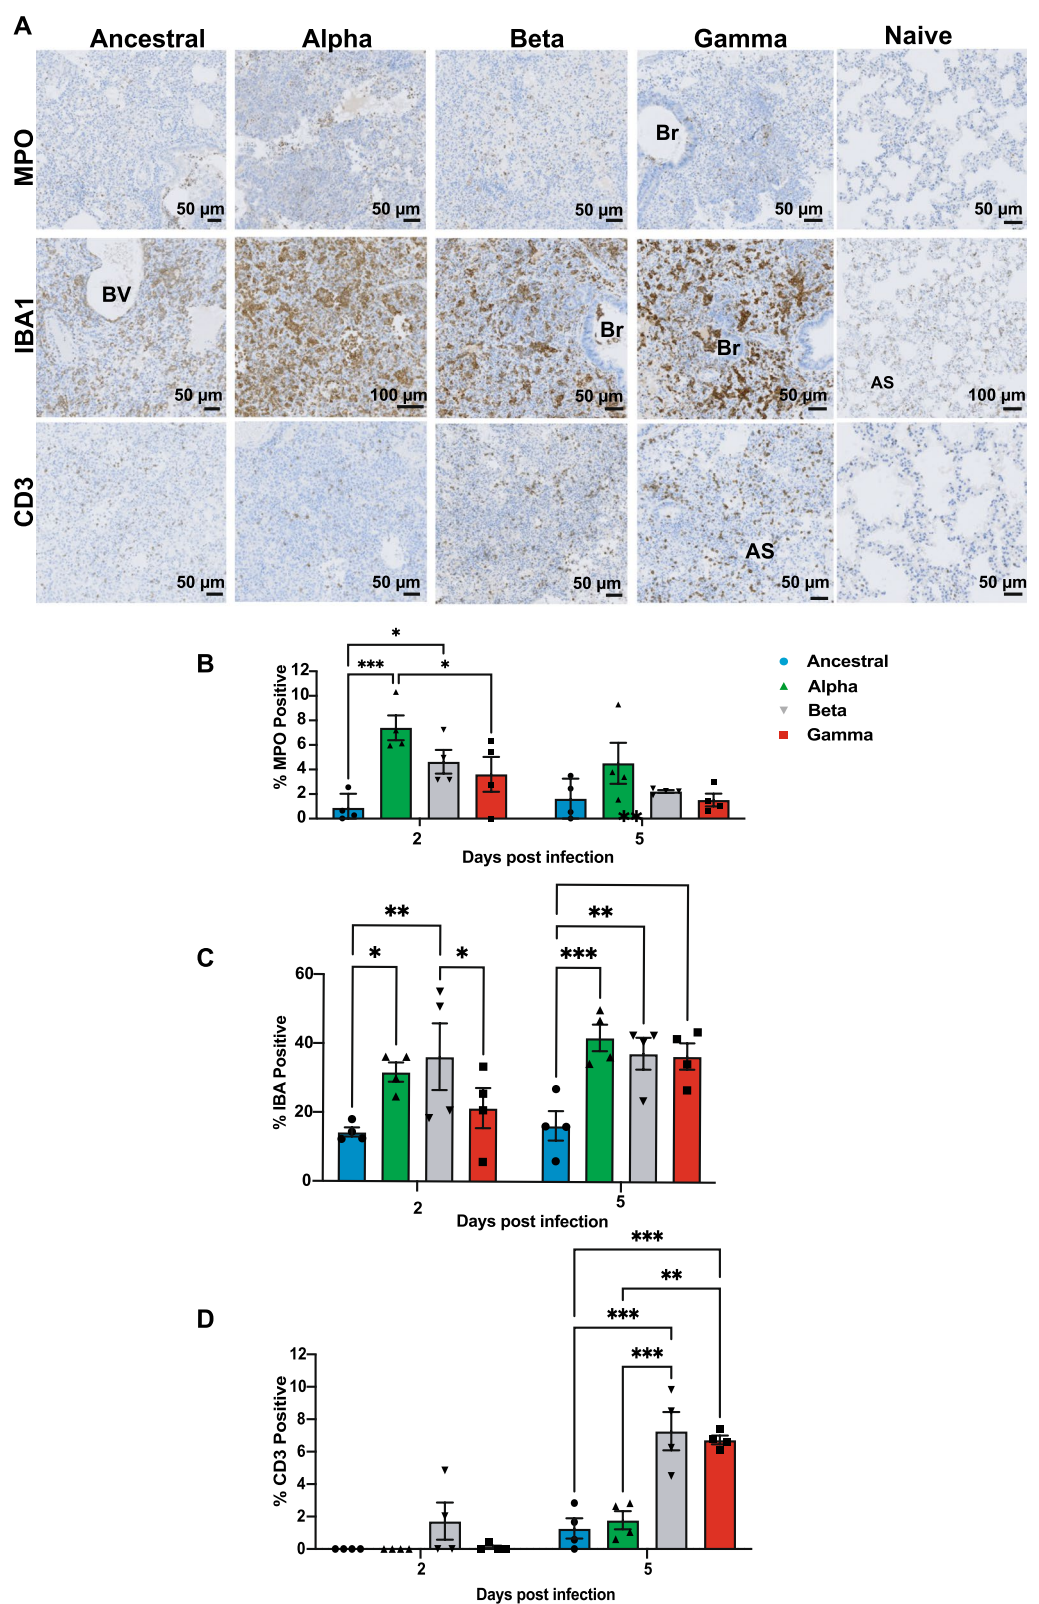 A
Ancestral Alpha Beta Gamma Naive
MPO
Br
50 µm 50 µm 50 µm 50 µm 50 µm
IBA1
BV
Br
Br
AS
50 µm 100 µm 50 µm 50 µm 100 µm
CD3
AS
50 µm 50 µm 50 µm 50 µm 50 µm
B
*
*** *
% MPO Positive
12
10
8
6
4
2
0
**
2 5
Days post infection
Ancestral
Alpha
Beta
Gamma
C
** **
* * ***
% IBA Positive
60
40
20
0
2 5
Days post infection
D
***
**
***
***
% CD3 Positive
12
10
8
6
4
2
0
2 5
Days post infection